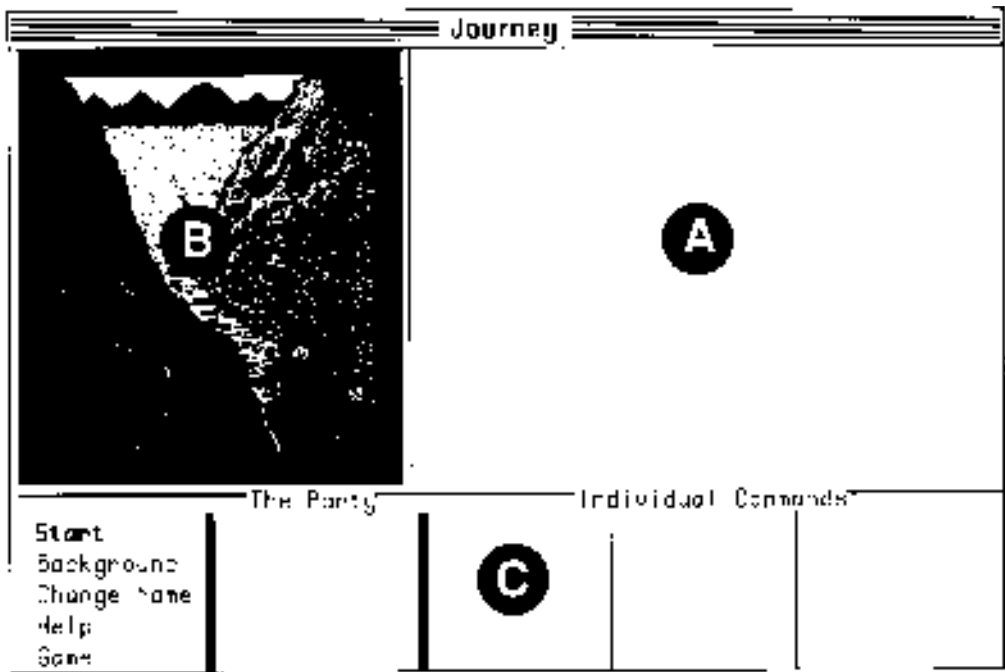 Journey
B
A
The Party
Individual Commands
Start
Background
Change Name
Help
Game
C